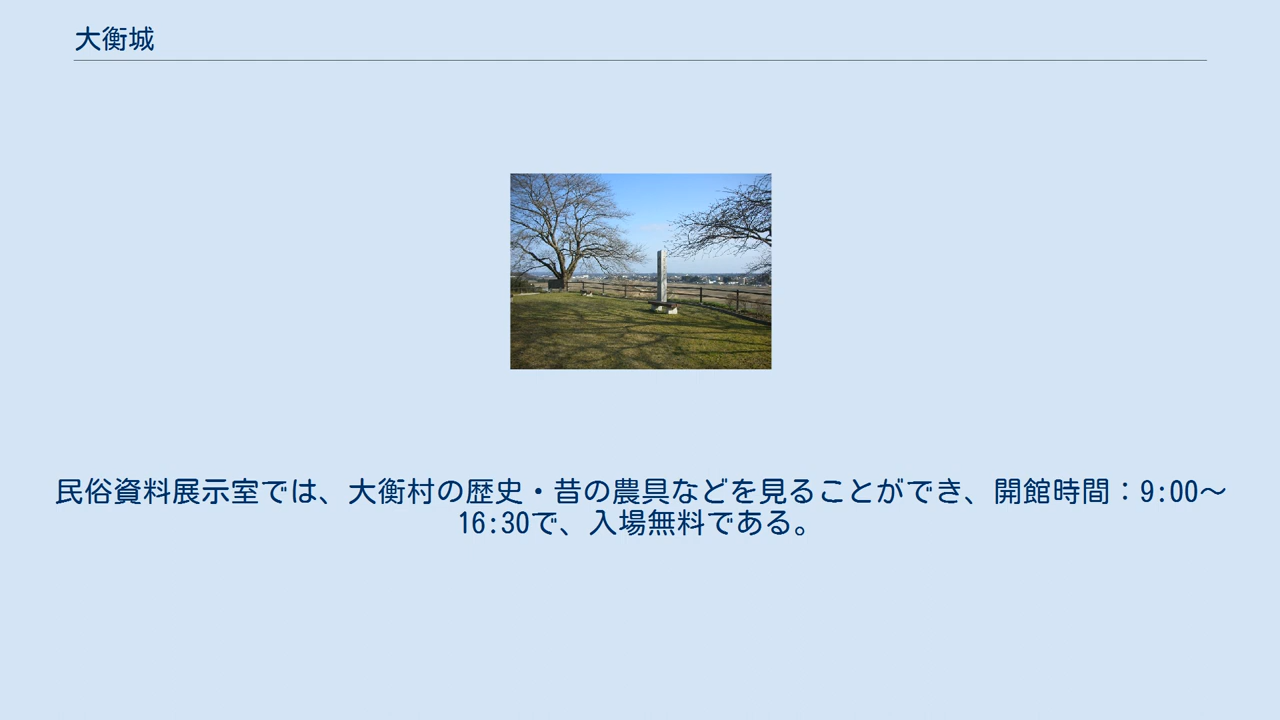 大衡城
民俗資料展示室では、大衡村の歴史・昔の農具などを見ることができ、開館時間：9:00～
16:30で、入場無料である。